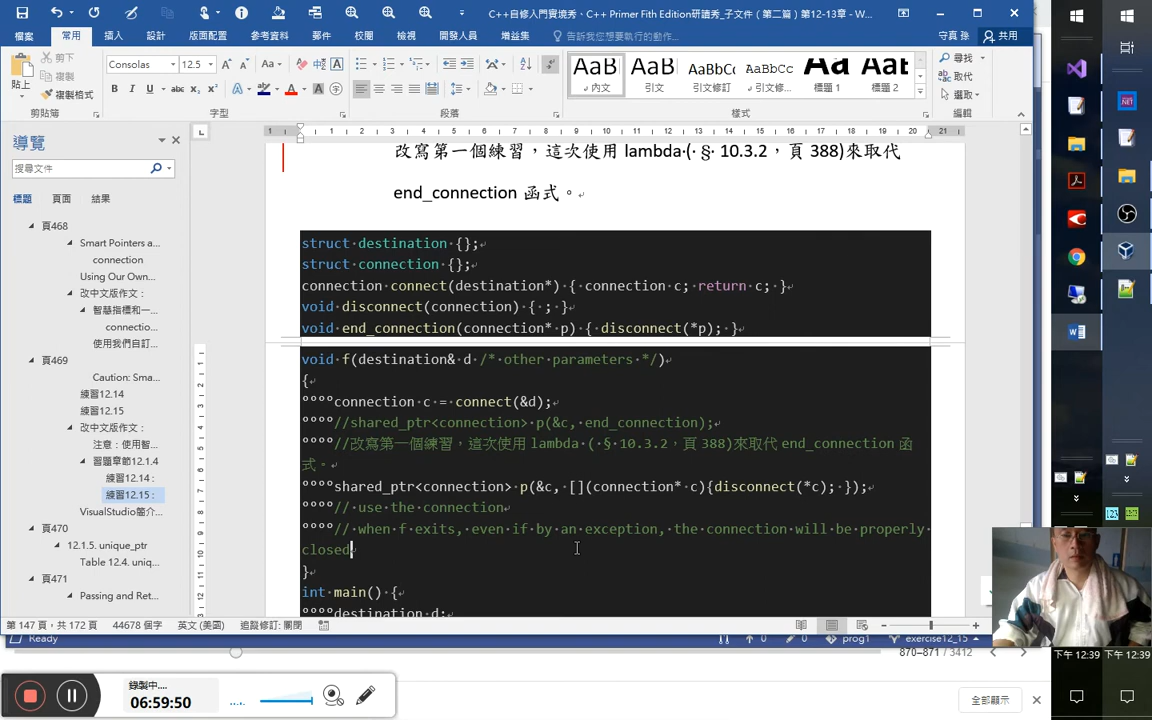 C++自修入門實境秀、C++ Primer Fith Edition研讀秀_子文件（第二篇）第12-13章 - W...
檔案
常用
插入
設計
版面配置
參考資料
郵件
校閱
檢視
開發人員
增益集
告訴我您想要執行的動作...
守真 孫
共用
貼上
剪下
複製
複製格式
剪貼簿
Consolas
12.5
字型
段落
AaB
AaB
AaBbC
AaBbCc
AaB
AaB
內文
引文
引文修訂
引文修...
標題 1
標題 2
樣式
尋找
取代
選取
編輯
導覽
搜尋文件
標題
頁面
結果
頁468
Smart Pointers a...
connection
Using Our Own...
改中文版作文：
智慧指標和一...
connectio...
使用我們自訂...
頁469
Caution: Sma...
練習12.14
練習12.15
改中文版作文：
注意：使用智...
習題章節12.1.4
練習12.14 :
練習12.15 :
VisualStudio簡介...
頁470
12.1.5. unique_ptr
Table 12.4. uniq...
頁471
Passing and Ret...
改寫第一個練習，這次使用 lambda (§ 10.3.2，頁 388)來取代
end_connection 函式。
struct destination {};
struct connection {};
connection connect(destination*) { connection c; return c; }
void disconnect(connection) { ; }
void end_connection(connection* p) { disconnect(*p); }
void f(destination& d /* other parameters */)
{
connection c = connect(&d);
//shared_ptr<connection> p(&c, end_connection);
//改寫第一個練習，這次使用 lambda (§ 10.3.2，頁 388)來取代 end_connection 函
式。
shared_ptr<connection> p(&c, [](connection* c){disconnect(*c); });
// use the connection
// when f exits, even if by an exception, the connection will be properly
closed
}
int main() {
destination d;
第 147 頁，共 172 頁
44678 個字
英文 (美國)
追蹤修訂: 關閉
Ready
0
0
prog1
exercise12_15
870–871 / 3412
錄製中....
06:59:50
全部顯示
下午 12:39
下午 12:39